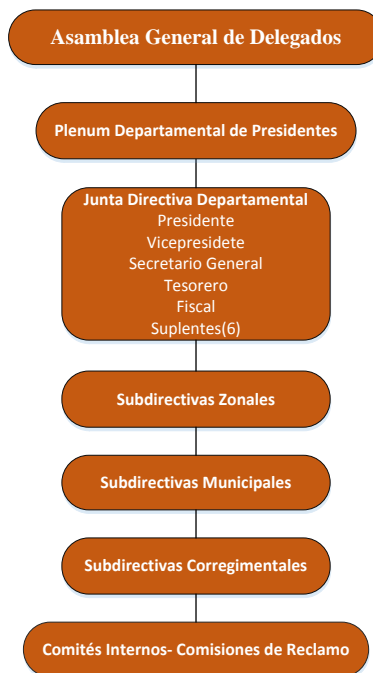 Asamblea General de Delegados
Plenum Departamental de Presidentes
Junta Directiva Departamental
Presidente
Vicepresidete
Secretario General
Tesorero
Fiscal
Suplentes(6)
Subdirectivas Zonales
Subdirectivas Municipales
Subdirectivas Corregimentales
Comités Internos- Comisiones de Reclamo